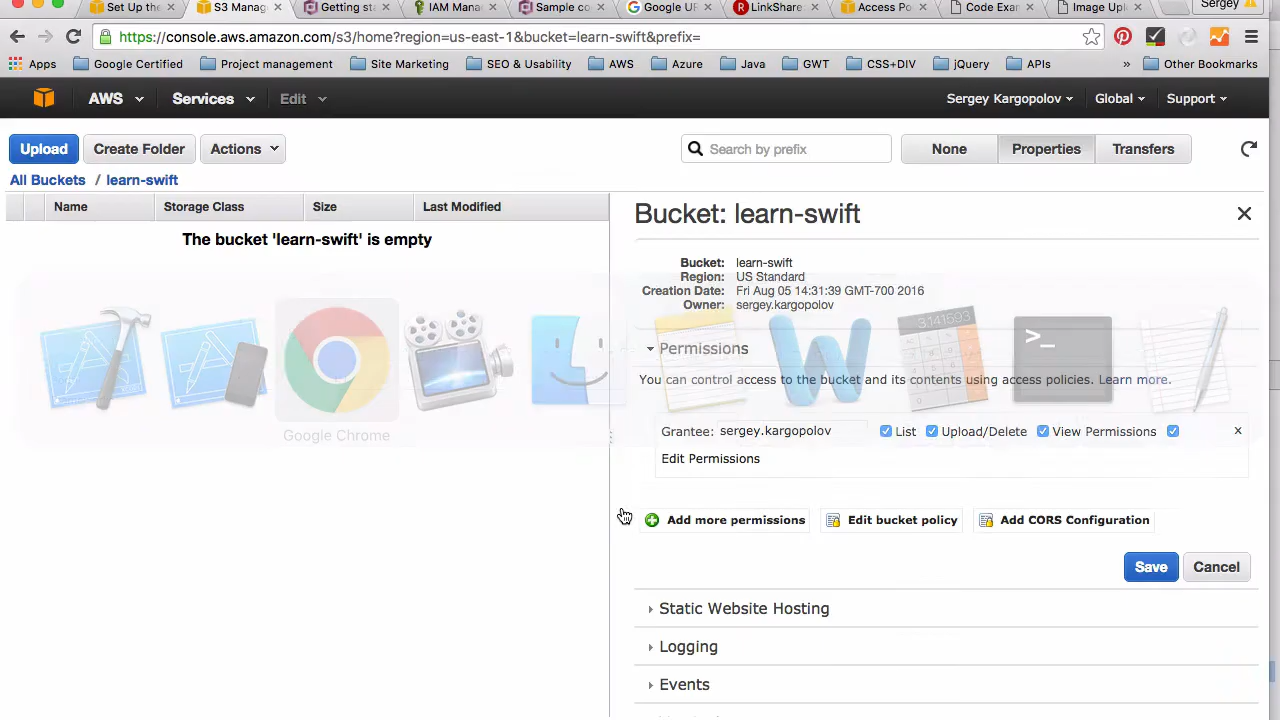 Set Up the
S3 Manag
Getting st
IAM Mana
Sample co
Google UR
LinkShare
Access Po
Code Exa
Image Upl
Sergey
https://console.aws.amazon.com/s3/home?region=us-east-1&bucket=learn-swift&prefix=
Apps
Google Certified
Project management
Site Marketing
SEO & Usability
AWS
Azure
Java
GWT
CSS+DIV
jQuery
APIs
»
Other Bookmarks
AWS
Services
Edit
Sergey Kargopolov
Global
Support
Upload
Create Folder
Actions
Search by prefix
None
Properties
Transfers
All Buckets / learn-swift
Name
Storage Class
Size
Last Modified
The bucket 'learn-swift' is empty
Bucket: learn-swift
Bucket: learn-swift
Region: US Standard
Creation Date: Fri Aug 05 14:31:39 GMT-700 2016
Owner: sergey.kargopolov
3.141593
>_
Permissions
You can control access to the bucket and its contents using access policies. Learn more.
Google Chrome
Grantee: sergey.kargopolov
List
Upload/Delete
View Permissions
x
Edit Permissions
Add more permissions
Edit bucket policy
Add CORS Configuration
Save
Cancel
Static Website Hosting
Logging
Events